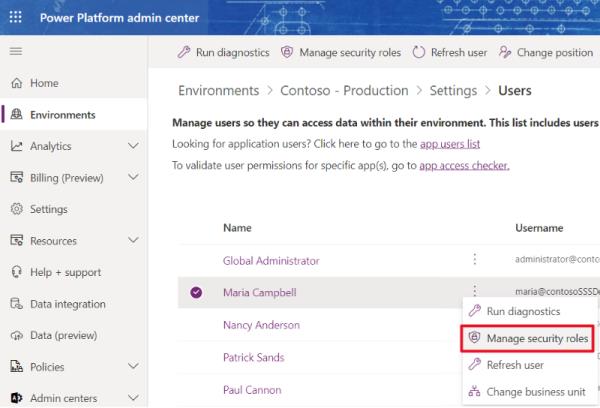 Power Platform admin center
Run diagnostics Manage security roles Refresh user Change position
Home
Environments
Analytics
Billing (Preview)
Settings
Resources
Help + support
Data integration
Data (preview)
Policies
Admin centers
Environments > Contoso - Production > Settings > Users
Manage users so they can access data within their environment. This list includes users
Looking for application users? Click here to go to the app users list
To validate user permissions for specific app(s), go to app access checker.
Name Username
Global Administrator administrator@conto
Maria Campbell maria@contosoSSSDe
Nancy Anderson
Patrick Sands
Paul Cannon
Run diagnostics
Manage security roles
Refresh user
Change business unit